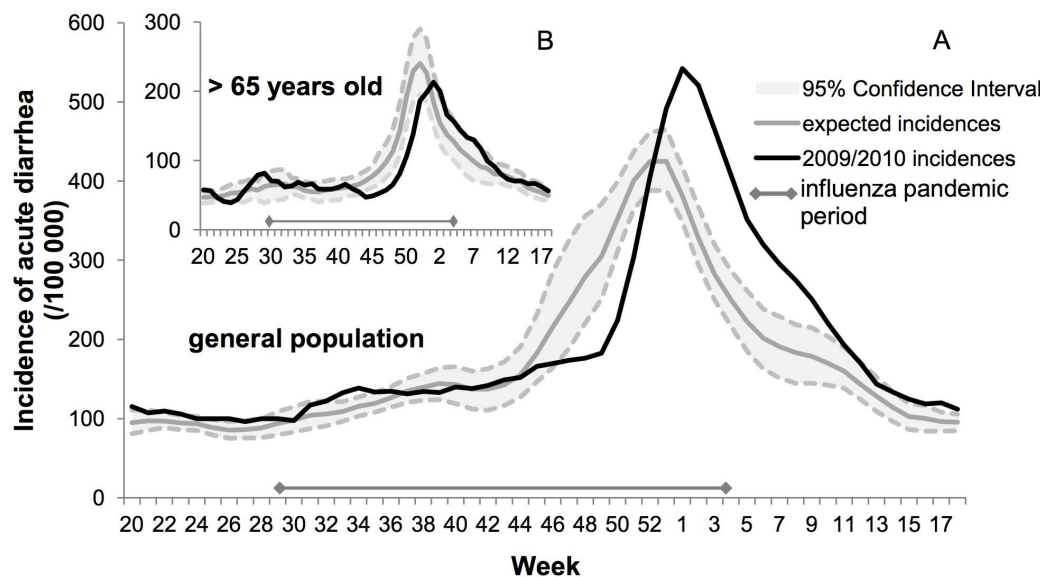 600
500
400
300
200
100
0
Incidence of acute diarrhea
(/100 000)
300
200
100
0
> 65 years old
B
A
20 25 30 35 40 45 50 2 7 12 17
95% Confidence Interval
expected incidences
2009/2010 incidences
influenza pandemic
period
general population
20 22 24 26 28 30 32 34 36 38 40 42 44 46 48 50 52 1 3 5 7 9 11 13 15 17
Week